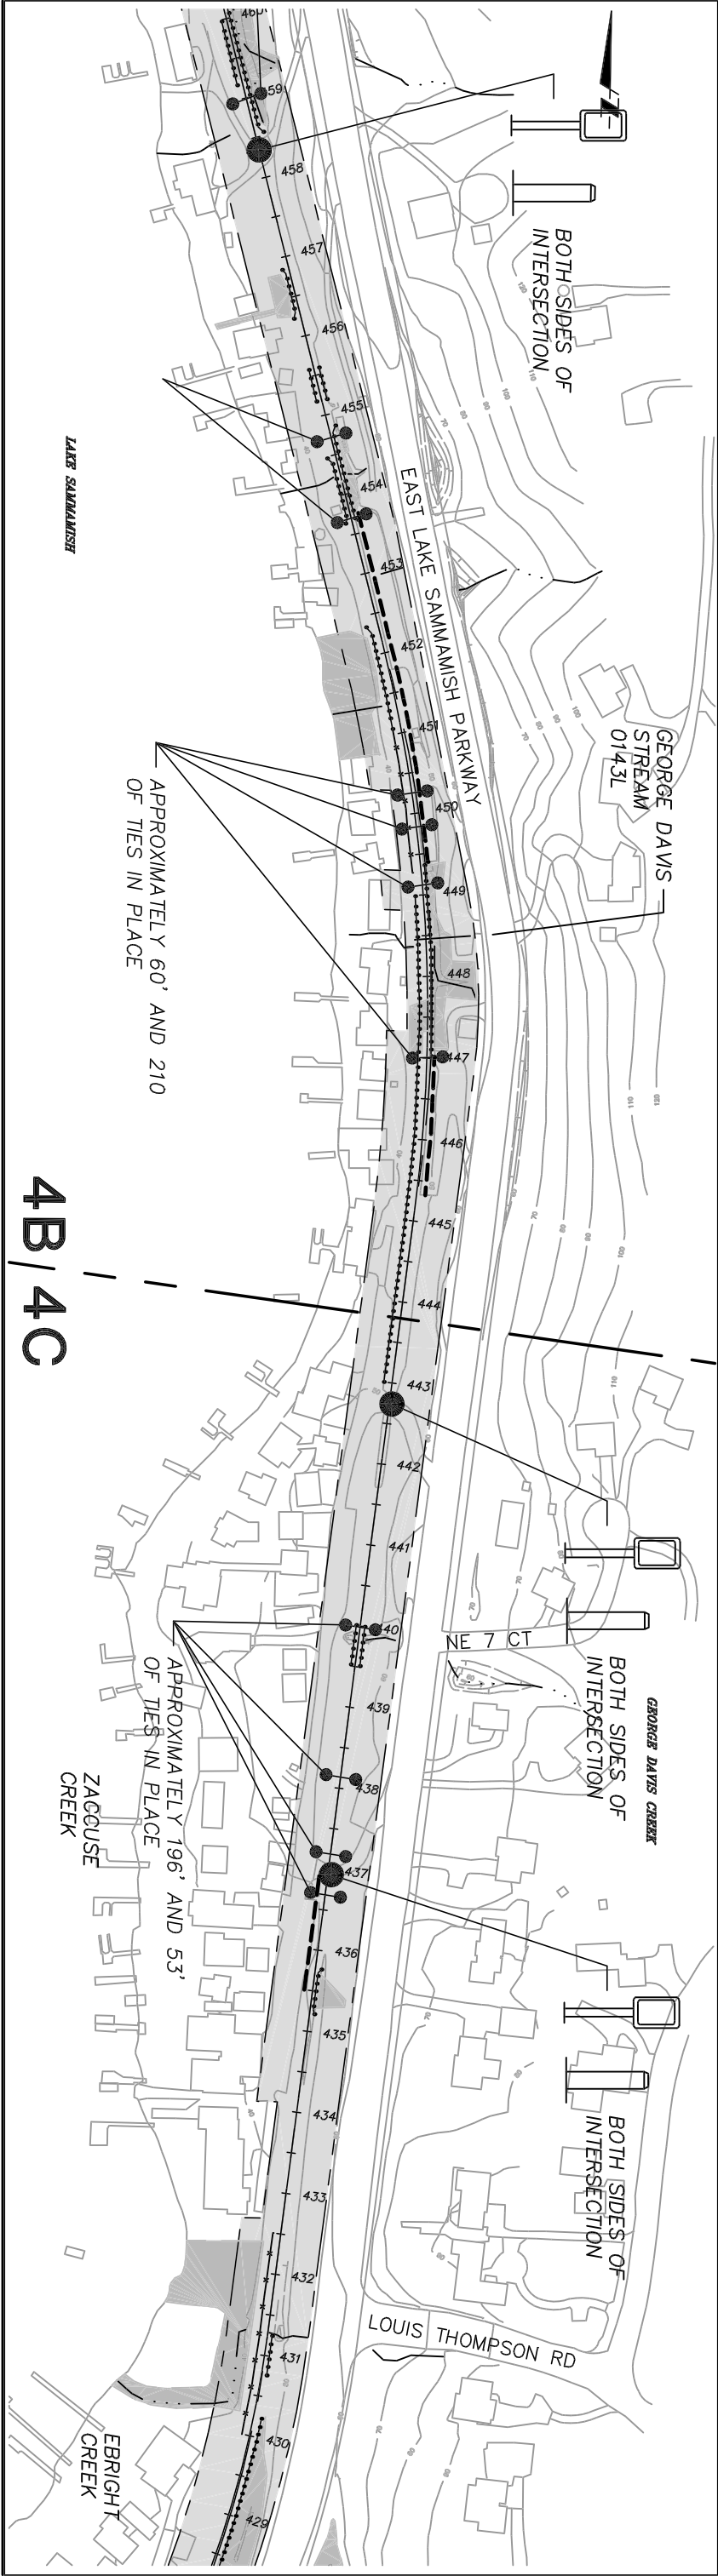 460
59
458
457
456
455
454
453
452
451
450
449
448
447
446
445
444
443
442
441
40
439
438
437
436
435
434
433
432
431
430
429
BOTH SIDES OF
INTERSECTION
LAKE SAMMAMISH
EAST LAKE SAMMAMISH PARKWAY
GEORGE DAVIS
STREAM
0143L
APPROXIMATELY 60' AND 210
OF TIES IN PLACE
4B
4C
NE 7 CT
BOTH SIDES OF
INTERSECTION
GEORGE DAVIS CREEK
APPROXIMATELY 196' AND 53'
OF TIES IN PLACE
ZACCUSE
CREEK
BOTH SIDES OF
INTERSECTION
LOUIS THOMPSON RD
EBRIGHT
CREEK